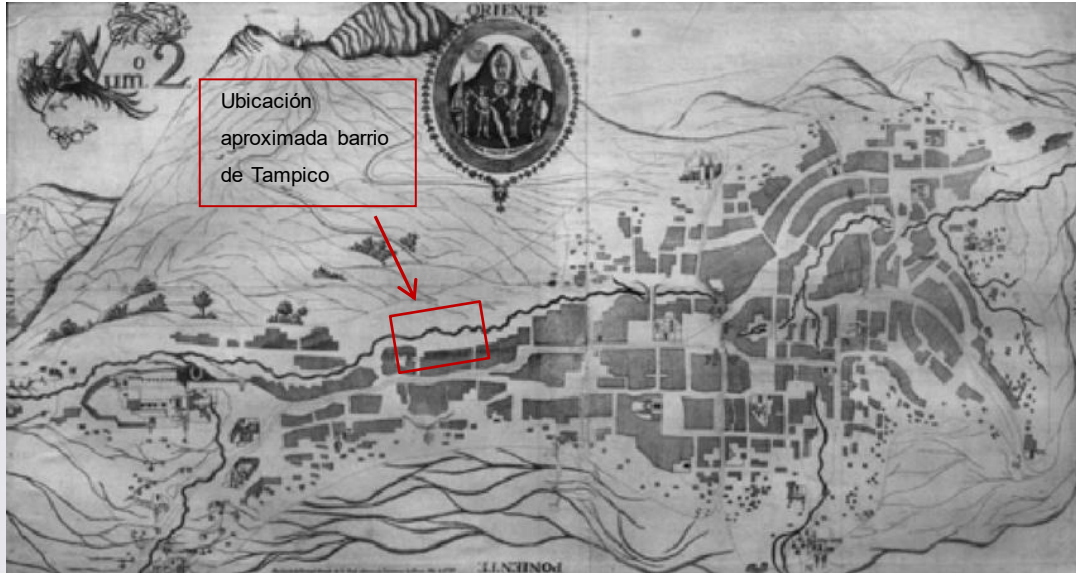 ORIENTE
Num.o 2
Ubicación
aproximada barrio
de Tampico
PONIENTE